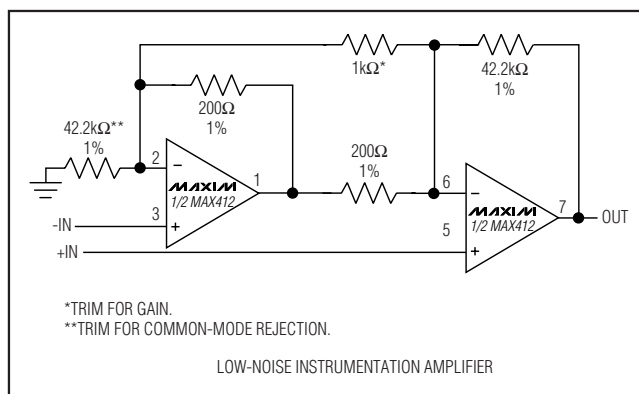 1kΩ*
42.2kΩ
1%
200Ω
1%
42.2kΩ**
1%
200Ω
1%
2
−
1
6
−
MAXIM
1/2 MAX412
MAXIM
1/2 MAX412
7
OUT
-IN
3
+
5
+IN
+
*TRIM FOR GAIN.
**TRIM FOR COMMON-MODE REJECTION.
LOW-NOISE INSTRUMENTATION AMPLIFIER